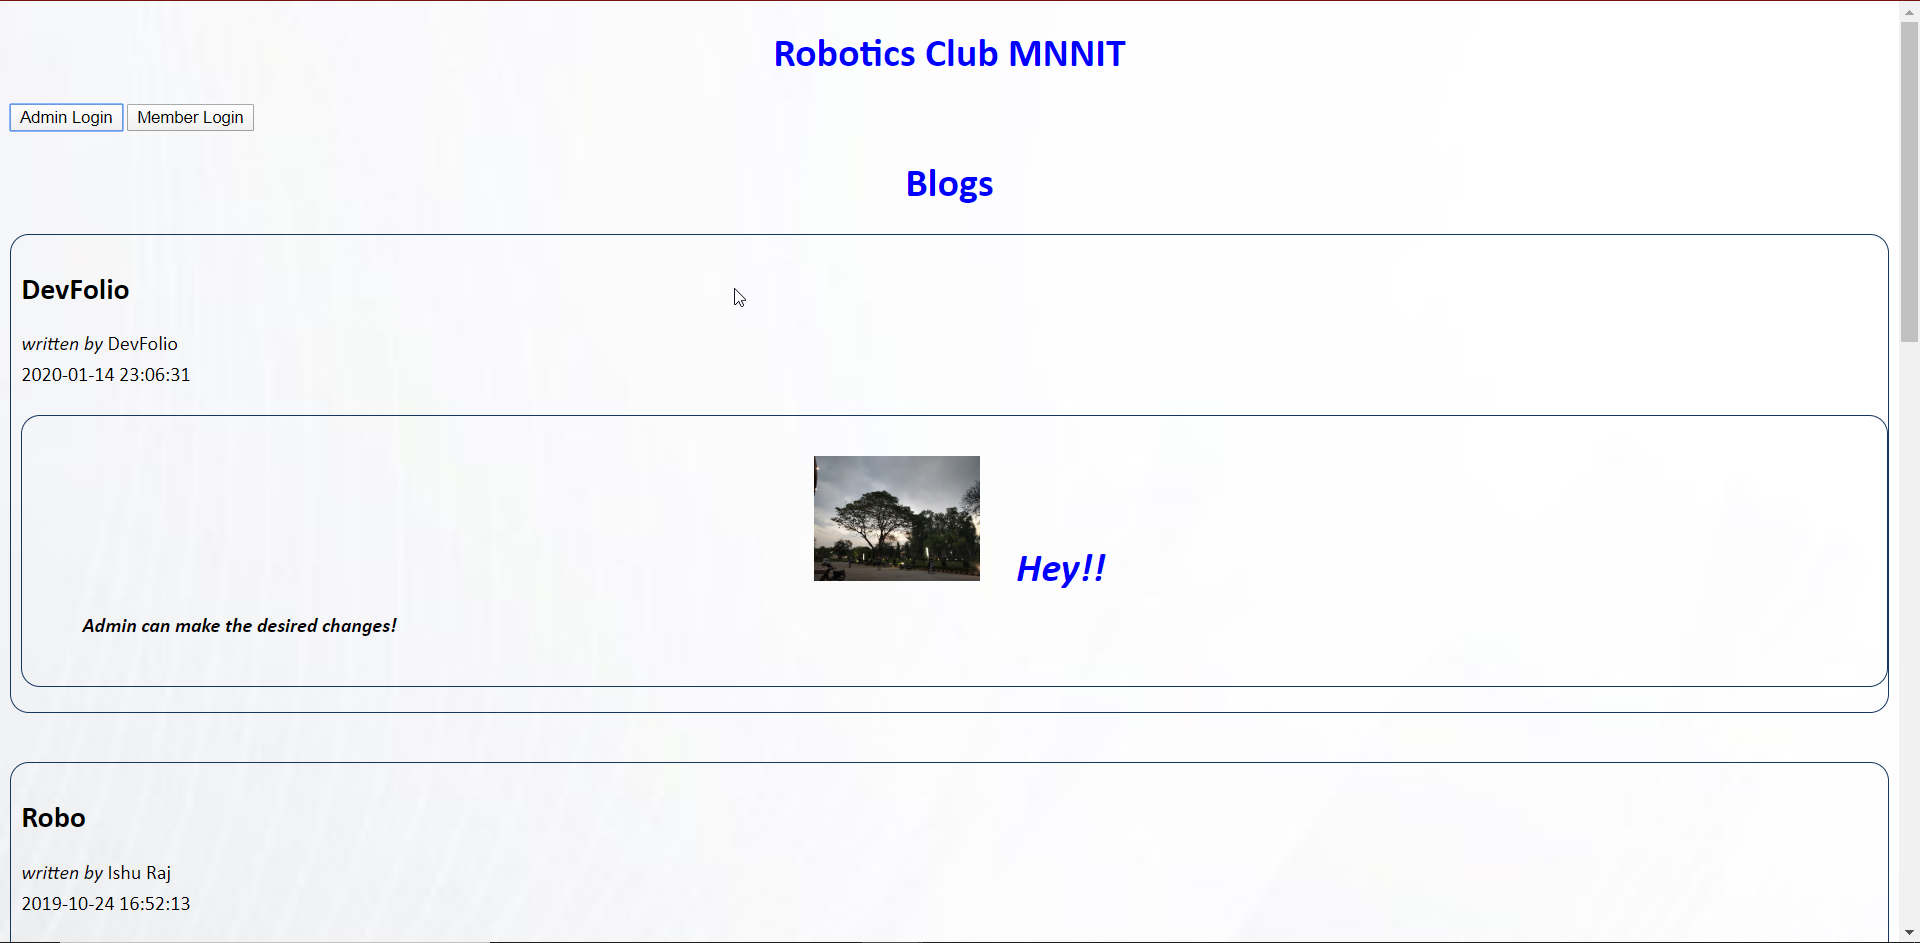 Robotics Club MNNIT
Admin Login Member Login
Blogs
DevFolio
written by DevFolio
2020-01-14 23:06:31
Hey!!
Admin can make the desired changes!
Robo
written by Ishu Raj
2019-10-24 16:52:13